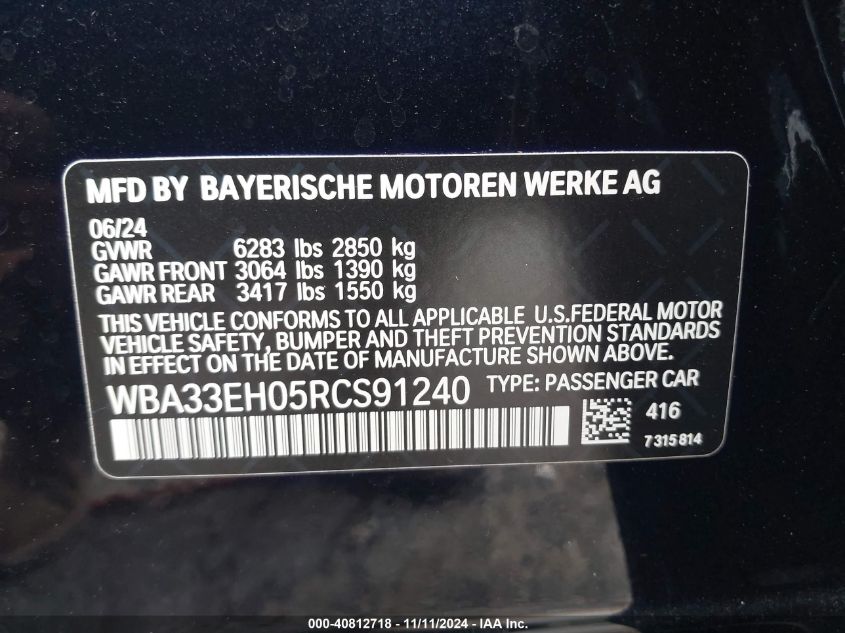 MFD BY BAYERISCHE MOTOREN WERKE AG
06/24
GVWR 6283 lbs 2850 kg
GAWR FRONT 3064 lbs 1390 kg
GAWR REAR 3417 lbs 1550 kg
THIS VEHICLE CONFORMS TO ALL APPLICABLE U.S.FEDERAL MOTOR
VEHICLE SAFETY, BUMPER AND THEFT PREVENTION STANDARDS
IN EFFECT ON THE DATE OF MANUFACTURE SHOWN ABOVE.
WBA33EH05RCS91240 TYPE: PASSENGER CAR
416
7315814
000-40812718 - 11/11/2024 - IAA Inc.